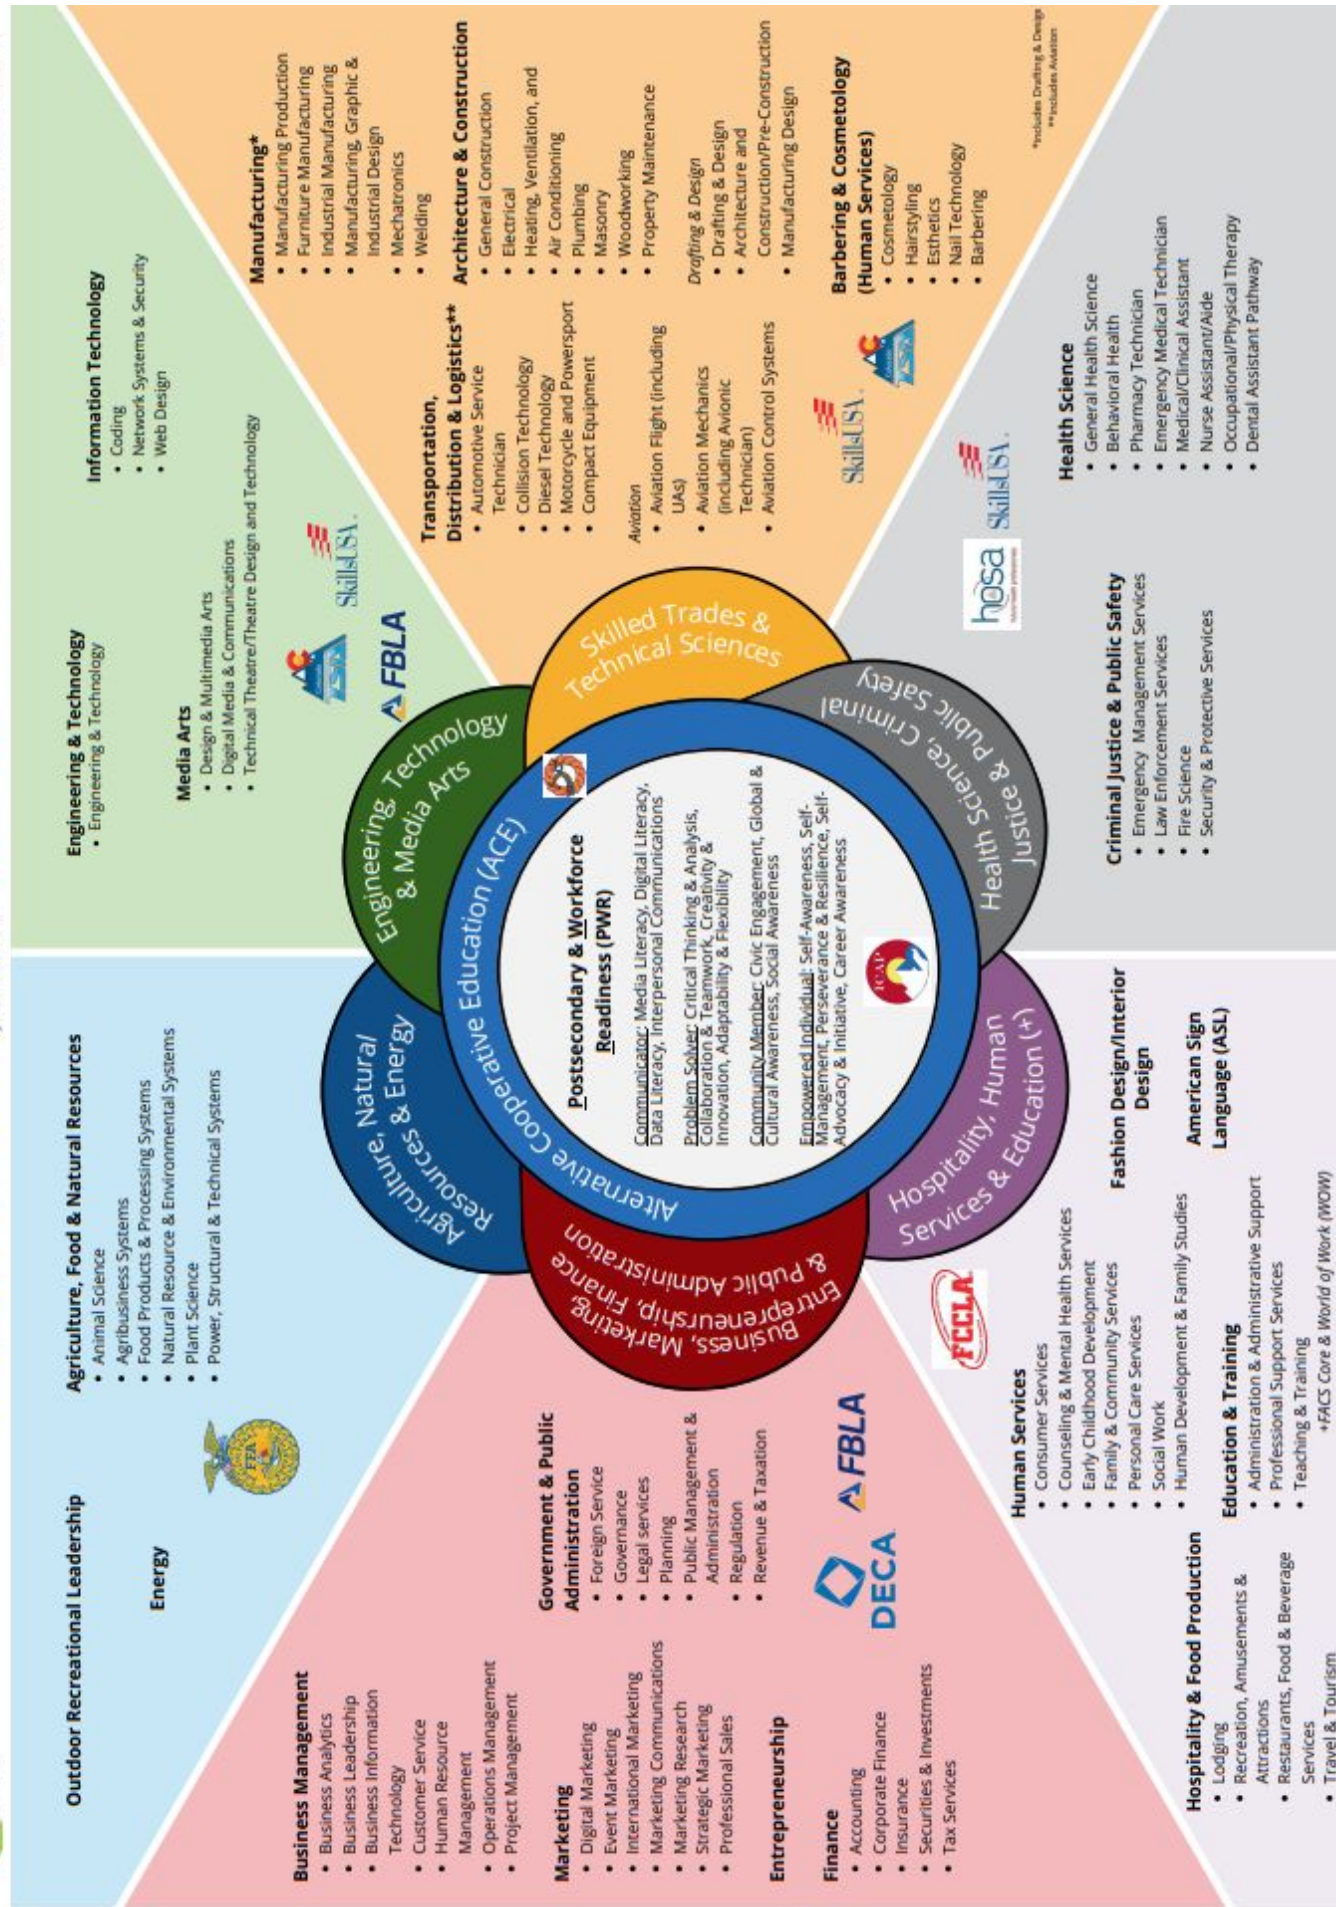 Outdoor Recreational Leadership
Energy
Agriculture, Food & Natural Resources
• Animal Science
• Agribusiness Systems
• Food Products & Processing Systems
• Natural Resource & Environmental Systems
• Plant Science
• Power, Structural & Technical Systems
FFA
Engineering & Technology
• Engineering & Technology
Media Arts
• Design & Multimedia Arts
• Digital Media & Communications
• Technical Theatre/Theatre Design and Technology
Information Technology
• Coding
• Network Systems & Security
• Web Design
SkillsUSA.
FBLA
Manufacturing*
• Manufacturing Production
• Furniture Manufacturing
• Industrial Manufacturing
• Manufacturing, Graphic &
Industrial Design
• Mechatronics
• Welding
Transportation,
Distribution & Logistics**
• Automotive Service
Technician
• Collision Technology
• Diesel Technology
• Motorcycle and Powersport
• Compact Equipment
Aviation
• Aviation Flight (including
UAs)
• Aviation Mechanics
(including Avionic
Technician)
• Aviation Control Systems
Architecture & Construction
• General Construction
• Electrical
• Heating, Ventilation, and
• Air Conditioning
• Plumbing
• Masonry
• Woodworking
• Property Maintenance
Drafting & Design
• Drafting & Design
• Architecture and
Construction/Pre-Construction
• Manufacturing Design
Barbering & Cosmetology
(Human Services)
• Cosmetology
• Hairstyling
• Esthetics
• Nail Technology
• Barbering
SkillsUSA.
*Includes Drafting & Design
**Includes Aviation
Business Management
• Business Analytics
• Business Leadership
• Business Information
Technology
• Customer Service
• Human Resource
Management
• Operations Management
• Project Management
Marketing
• Digital Marketing
• Event Marketing
• International Marketing
• Marketing Communications
• Marketing Research
• Strategic Marketing
• Professional Sales
Entrepreneurship
Finance
• Accounting
• Corporate Finance
• Insurance
• Securities & Investments
• Tax Services
Government & Public
Administration
• Foreign Service
• Governance
• Legal services
• Planning
• Public Management &
Administration
• Regulation
• Revenue & Taxation
DECA
FBLA
Agriculture, Natural
Resources & Energy
Engineering, Technology
& Media Arts
Skilled Trades &
Technical Sciences
Health Science, Criminal
Justice & Public Safety
Hospitality, Human
Services & Education (+)
Business, Marketing,
Entrepreneurship, Finance
& Public Administration
Alternative Cooperative Education (ACE)
Postsecondary & Workforce
Readiness (PWR)
Communicator: Media Literacy, Digital Literacy,
Data Literacy, Interpersonal Communications
Problem Solver: Critical Thinking & Analysis,
Collaboration & Teamwork, Creativity &
Innovation, Adaptability & Flexibility
Community Member: Civic Engagement, Global &
Cultural Awareness, Social Awareness
Empowered Individual: Self-Awareness, Self-
Management, Perseverance & Resilience, Self-
Advocacy & Initiative, Career Awareness
ICAP
FCCLA
hosa
SkillsUSA.
Hospitality & Food Production
• Lodging
• Recreation, Amusements &
Attractions
• Restaurants, Food & Beverage
Services
• Travel & Tourism
Human Services
• Consumer Services
• Counseling & Mental Health Services
• Early Childhood Development
• Family & Community Services
• Personal Care Services
• Social Work
• Human Development & Family Studies
Education & Training
• Administration & Administrative Support
• Professional Support Services
• Teaching & Training
+FACS Core & World of Work (WOW)
Fashion Design/Interior
Design
American Sign
Language (ASL)
Criminal Justice & Public Safety
• Emergency Management Services
• Law Enforcement Services
• Fire Science
• Security & Protective Services
Health Science
• General Health Science
• Behavioral Health
• Pharmacy Technician
• Emergency Medical Technician
• Medical/Clinical Assistant
• Nurse Assistant/Aide
• Occupational/Physical Therapy
• Dental Assistant Pathway